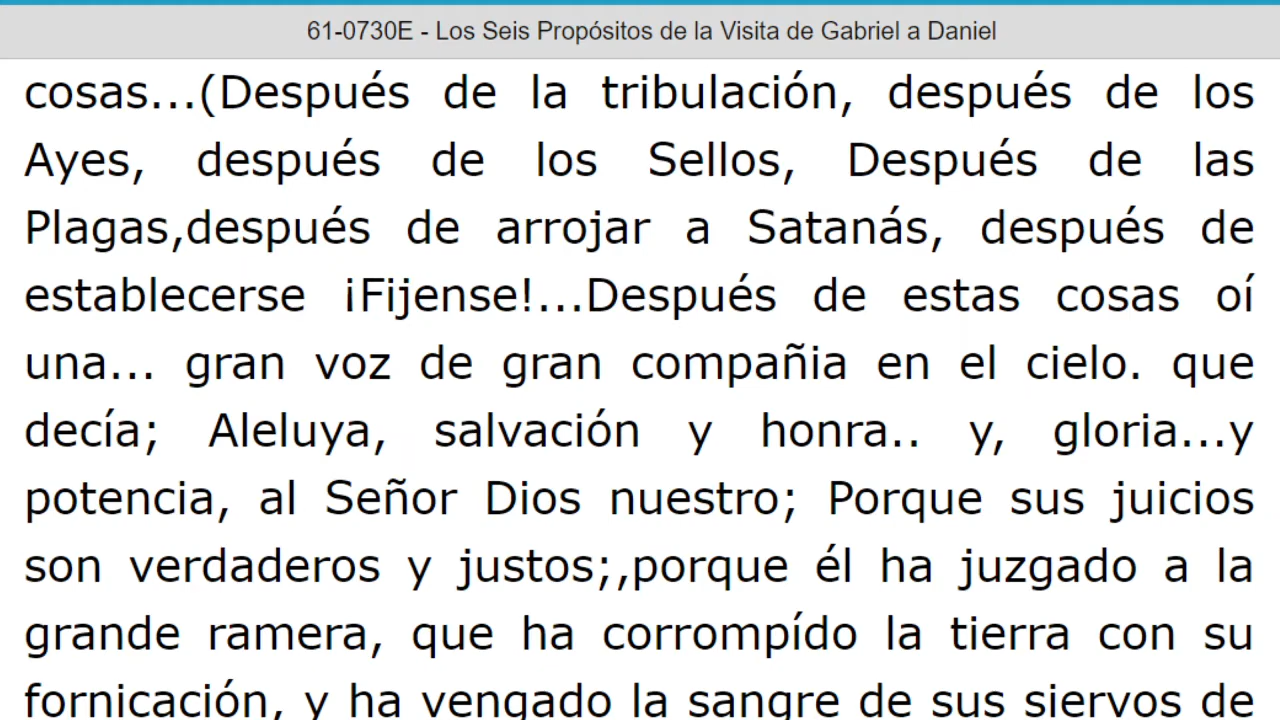 61-0730E - Los Seis Propósitos de la Visita de Gabriel a Daniel
cosas...(Después de la tribulación, después de los
Ayes, después de los Sellos, Después de las
Plagas,después de arrojar a Satanás, después de
establecerse ¡Fijense!...Después de estas cosas oí
una... gran voz de gran compañia en el cielo. que
decía; Aleluya, salvación y honra.. y, gloria...y
potencia, al Señor Dios nuestro; Porque sus juicios
son verdaderos y justos;,porque él ha juzgado a la
grande ramera, que ha corrompído la tierra con su
fornicación, y ha vengado la sangre de sus siervos de